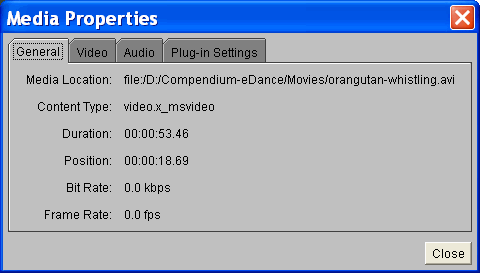 Media Properties
General Video Audio Plug-in Settings
Media Location: file:/D:/Compendium-eDance/Movies/orangutan-whistling.avi
Content Type: video.x_msvideo
Duration: 00:00:53.46
Position: 00:00:18.69
Bit Rate: 0.0 kbps
Frame Rate: 0.0 fps
Close